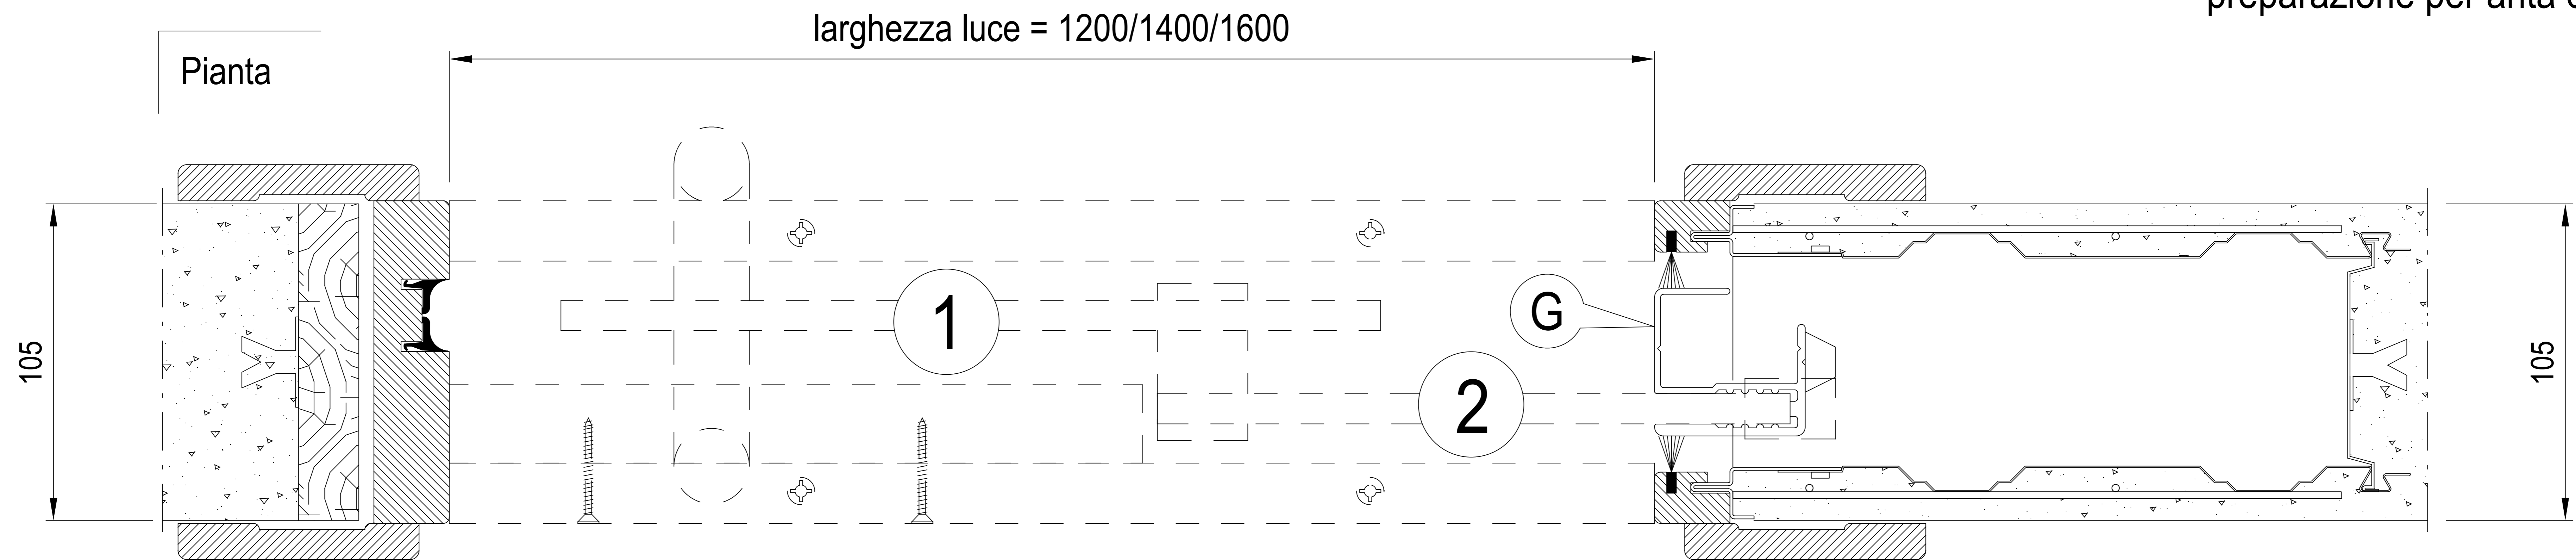 preparazione per anta
larghezza luce = 1200/1400/1600
Pianta
105
1
2
G
105